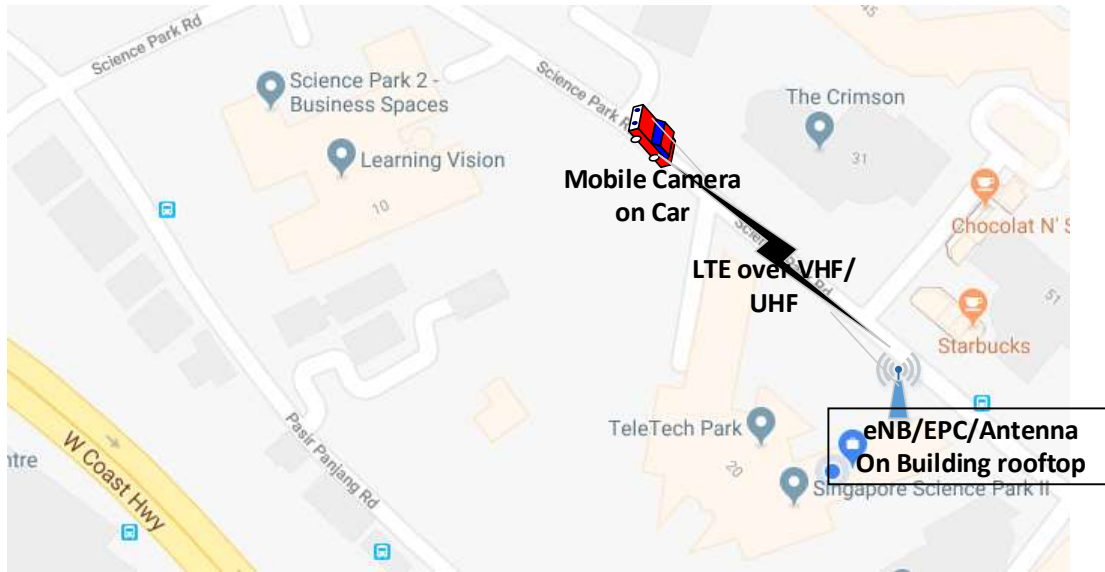 Science Park Rd
45
Science Park 2 -
Business Spaces
Science Park R
The Crimson
Learning Vision
31
Mobile Camera
on Car
10
Chocolat N' S
Scie
Rd
LTE over VHF/
UHF
51
Starbucks
eNB/EPC/Antenna
On Building rooftop
TeleTech Park
20
Singapore Science Park II
Pasir Panjang Rd
W Coast Hwy
ntre